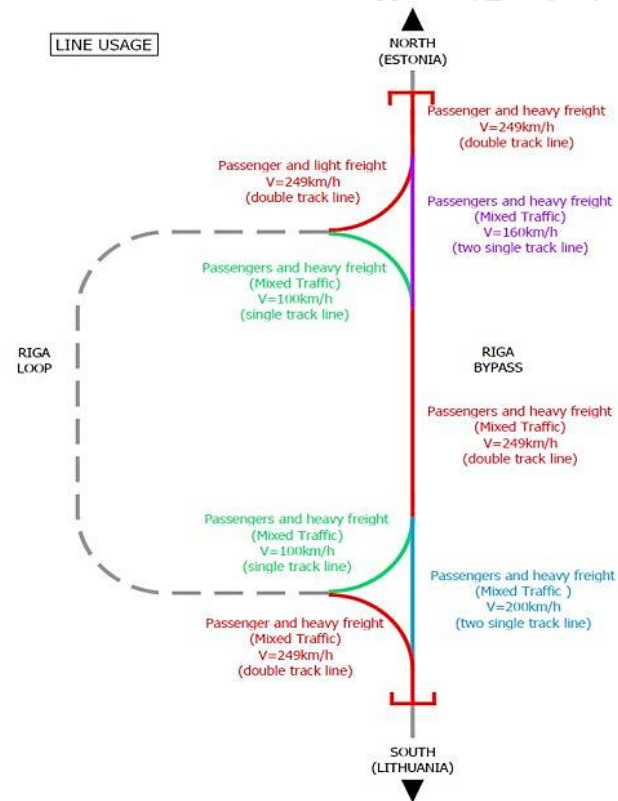 LINE USAGE
NORTH
(ESTONIA)
Passenger and heavy freight
V=249km/h
(double track line)
Passenger and light freight
V=249km/h
(double track line)
Passengers and heavy freight
(Mixed Traffic)
V=160km/h
(two single track line)
Passengers and heavy freight
(Mixed Traffic)
V=100km/h
(single track line)
RIGA
LOOP
RIGA
BYPASS
Passengers and heavy freight
(Mixed Traffic)
V=249km/h
(double track line)
Passengers and heavy freight
(Mixed Traffic)
V=100km/h
(single track line)
Passengers and heavy freight
(Mixed Traffic )
V=200km/h
(two single track line)
Passenger and heavy freight
(Mixed Traffic)
V=249km/h
(double track line)
SOUTH
(LITHUANIA)